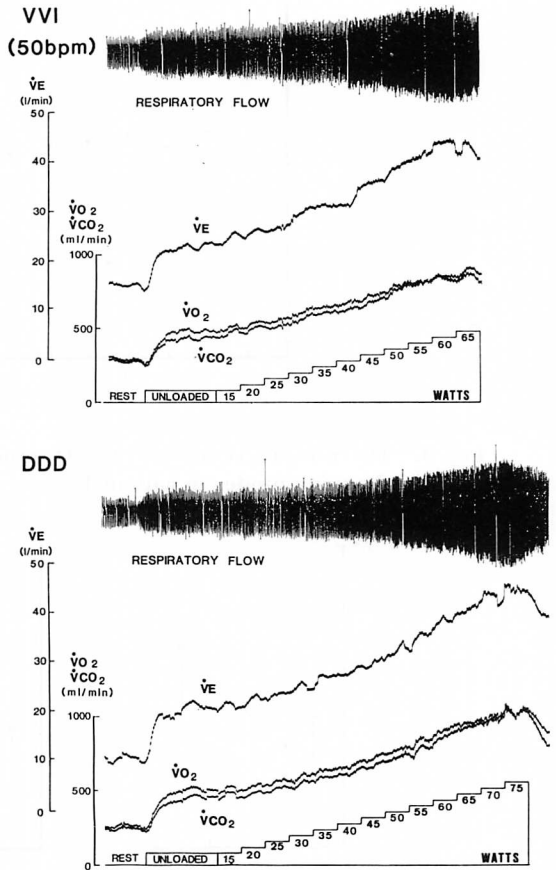 VVI
(50bpm)
RESPIRATORY FLOW
V̇E
(l/min)
50
40
30
20
10
0
V̇O2
V̇CO2
(ml/min)
1000
500
0
V̇E
V̇O2
V̇CO2
REST UNLOADED 15 20 25 30 35 40 45 50 55 60 65
WATTS
DDD
RESPIRATORY FLOW
V̇E
(l/min)
50
40
30
20
10
0
V̇O2
V̇CO2
(ml/min)
1000
500
0
V̇E
V̇O2
V̇CO2
REST UNLOADED 15 20 25 30 35 40 45 50 55 60 65 70 75
WATTS